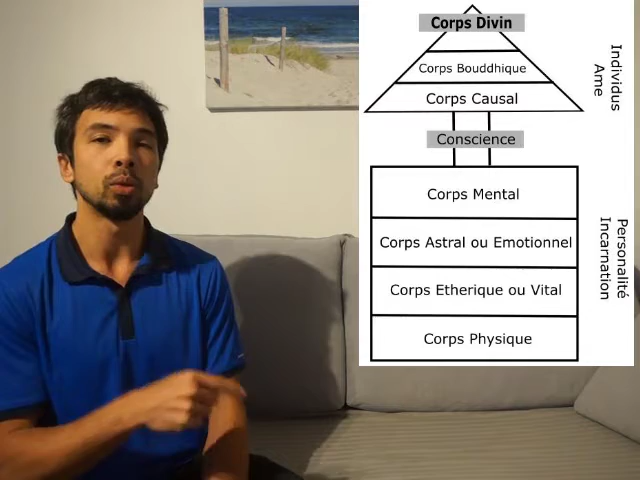 Corps Divin
Corps Bouddhique
Corps Causal
Individus
Ame
Conscience
Corps Mental
Corps Astral ou Emotionnel
Corps Etherique ou Vital
Corps Physique
Personalité
Incarnation